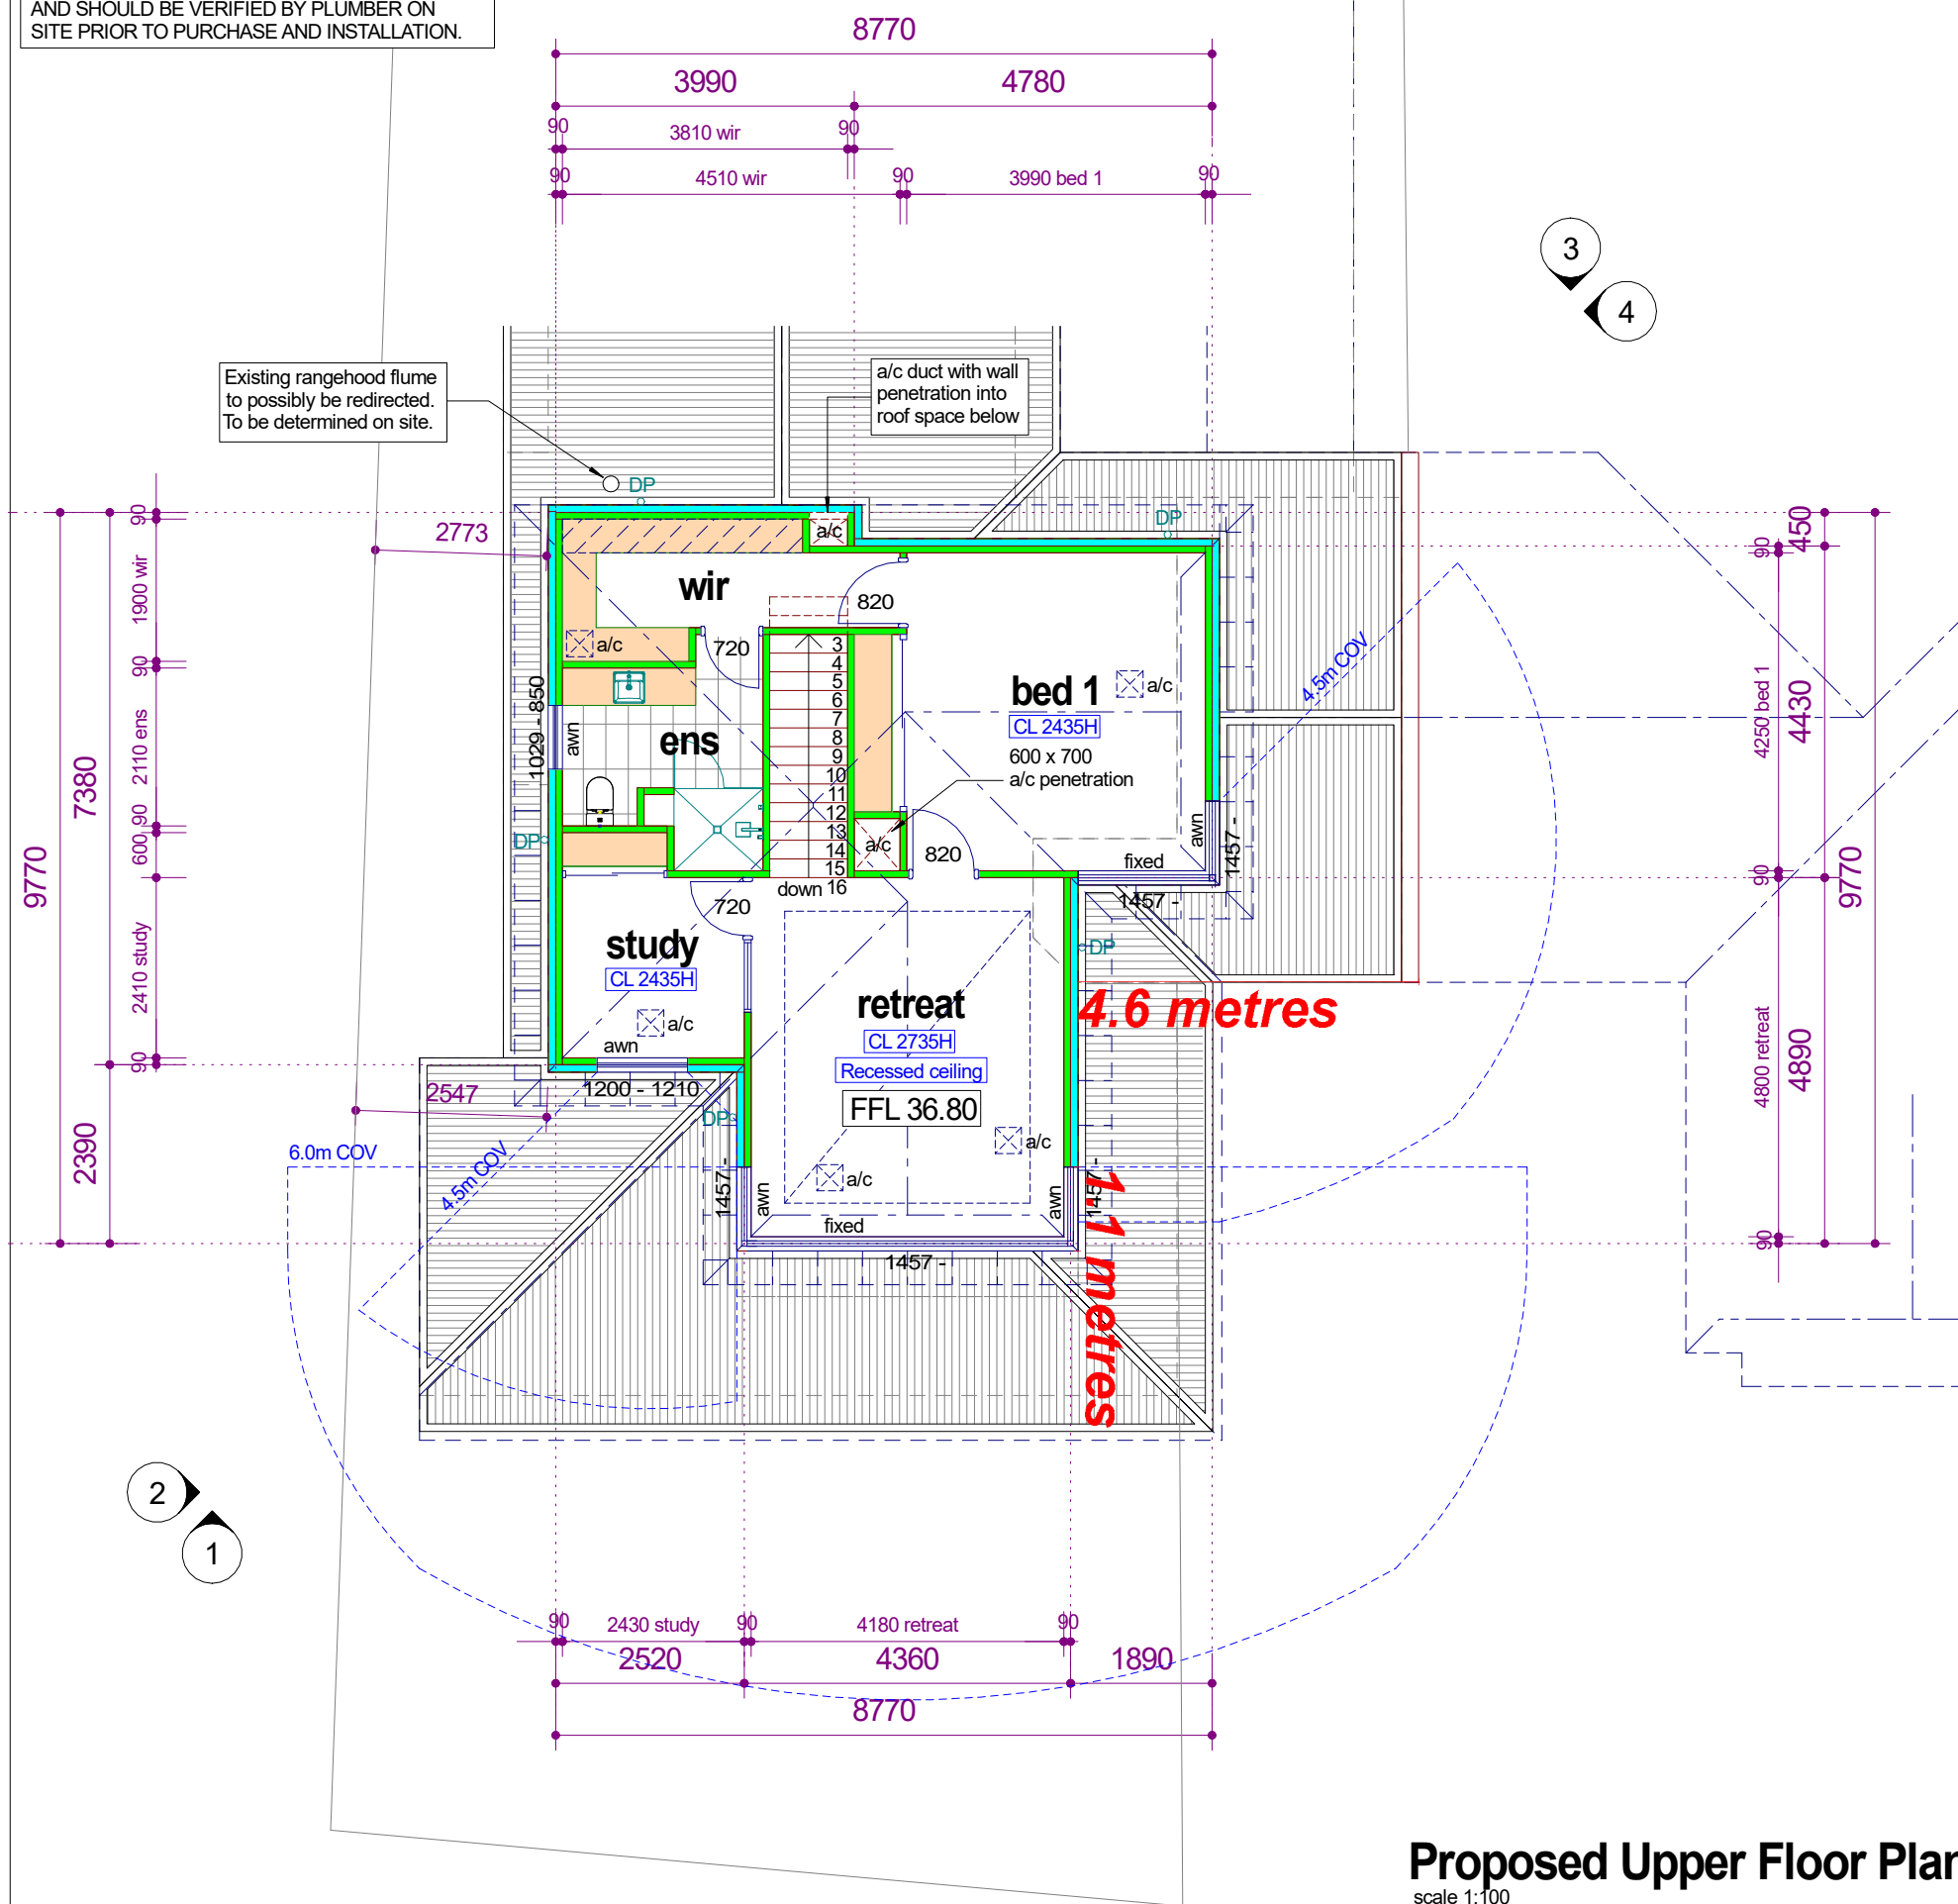 AND SHOULD BE VERIFIED BY PLUMBER ON
SITE PRIOR TO PURCHASE AND INSTALLATION.
8770
3990
4780
90
3810 wir
90
90
4510 wir
90
3990 bed 1
90
3
4
Existing rangehood flume
to possibly be redirected.
To be determined on site.
a/c duct with wall
penetration into
roof space below
DP
DP
2773
a/c
wir
820
a/c
720
3
4
5
6
7
8
9
10
11
12
13
14
15
down 16
bed 1
CL 2435H
a/c
600 x 700
a/c penetration
4.5m COV
1029 - 850
awn
ens
DP
a/c
820
fixed
awn
1457 -
1457 -
720
study
CL 2435H
a/c
awn
1200 - 1210
retreat
CL 2735H
Recessed ceiling
FFL 36.80
DP
4.6 metres
2547
DP
6.0m COV
4.5m COV
a/c
a/c
1457 -
awn
fixed
awn
1457 -
1457 -
1.1 metres
9770
7380
2390
90
1900 wir
90
2110 ens
90
600
2410 study
90
90
4250 bed 1
90
4800 retreat
90
450
4430
4890
9770
2
1
90
2430 study
90
4180 retreat
90
2520
4360
1890
8770
Proposed Upper Floor Plan
scale 1:100